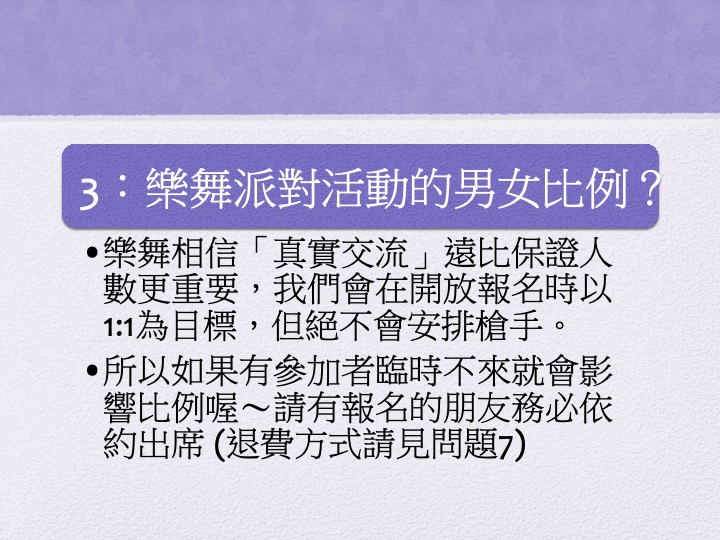 3：樂舞派對活動的男女比例？
•樂舞相信「真實交流」遠比保證人
數更重要，我們會在開放報名時以
1:1為目標，但絕不會安排槍手。
•所以如果有參加者臨時不來就會影
響比例喔～請有報名的朋友務必依
約出席 (退費方式請見問題7)